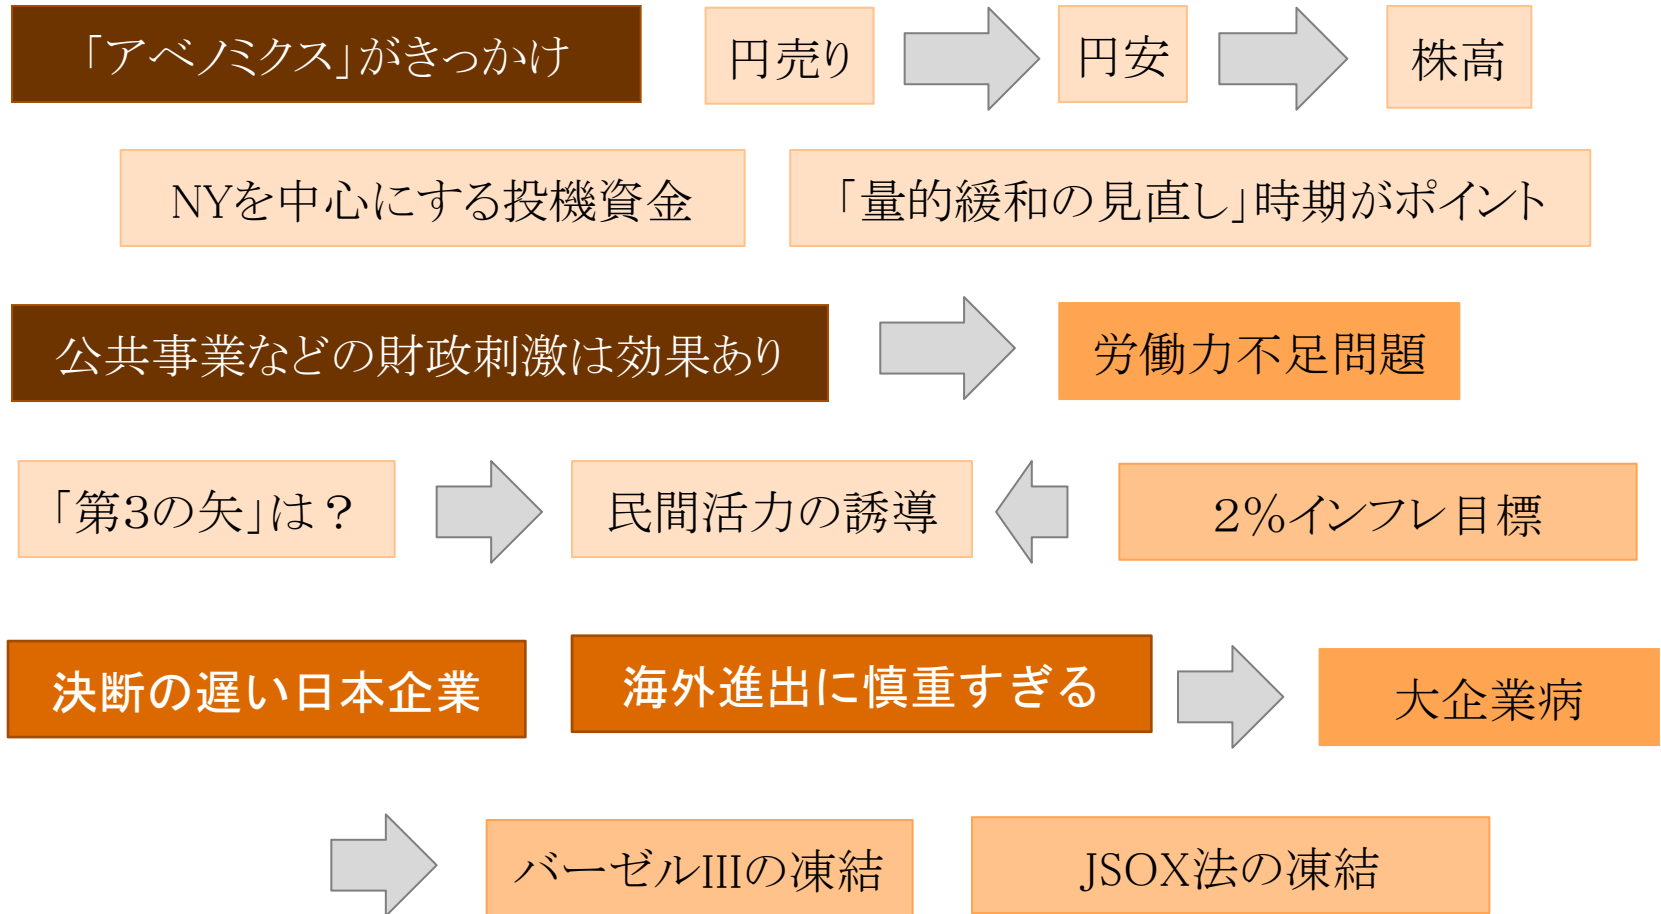 「アベノミクス」がきっかけ
円売り
円安
株高
NYを中心にする投機資金
「量的緩和の見直し」時期がポイント
公共事業などの財政刺激は効果あり
労働力不足問題
「第3の矢」は？
民間活力の誘導
２％インフレ目標
決断の遅い日本企業
海外進出に慎重すぎる
大企業病
バーゼルIIIの凍結
JSOX法の凍結